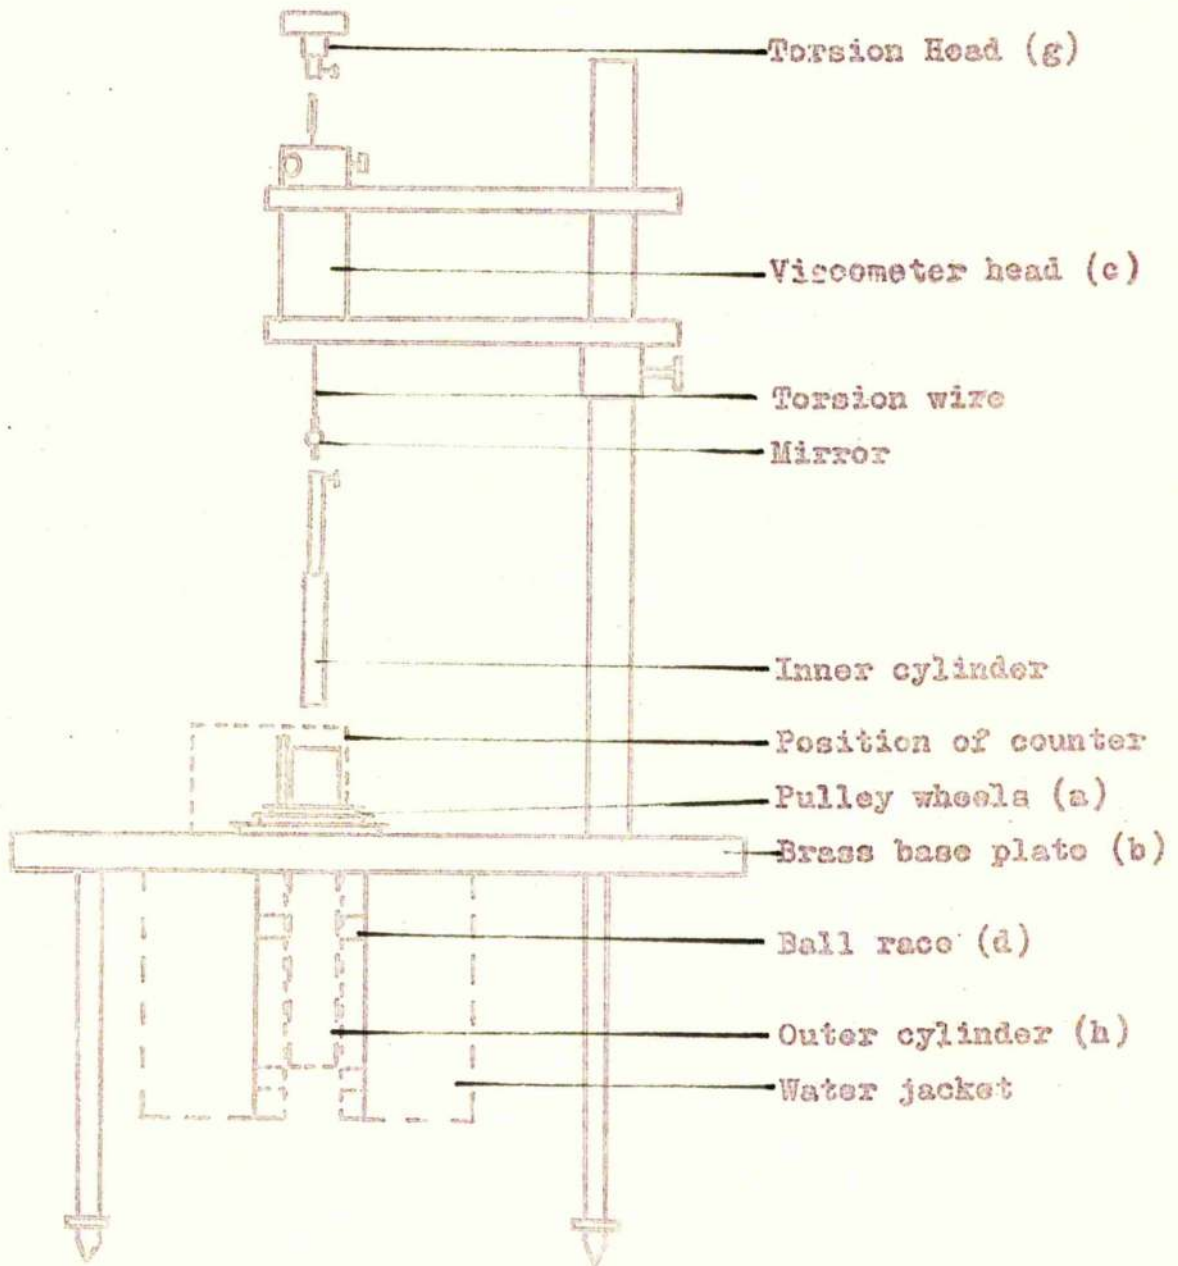 Torsion Head (g)
Viscometer head (c)
Torsion wire
Mirror
Inner cylinder
Position of counter
Pulley wheels (a)
Brass base plate (b)
Ball race (d)
Outer cylinder (h)
Water jacket